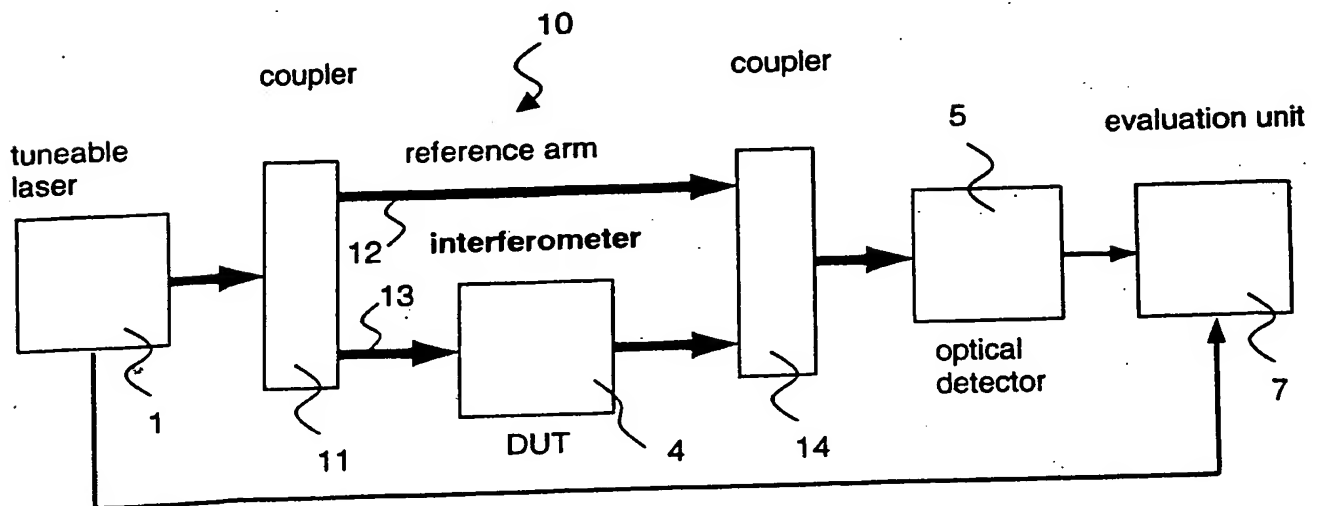 10
coupler
coupler
5
evaluation unit
tuneable
laser
reference arm
12
interferometer
13
optical
detector
1
11
DUT
4
14
7